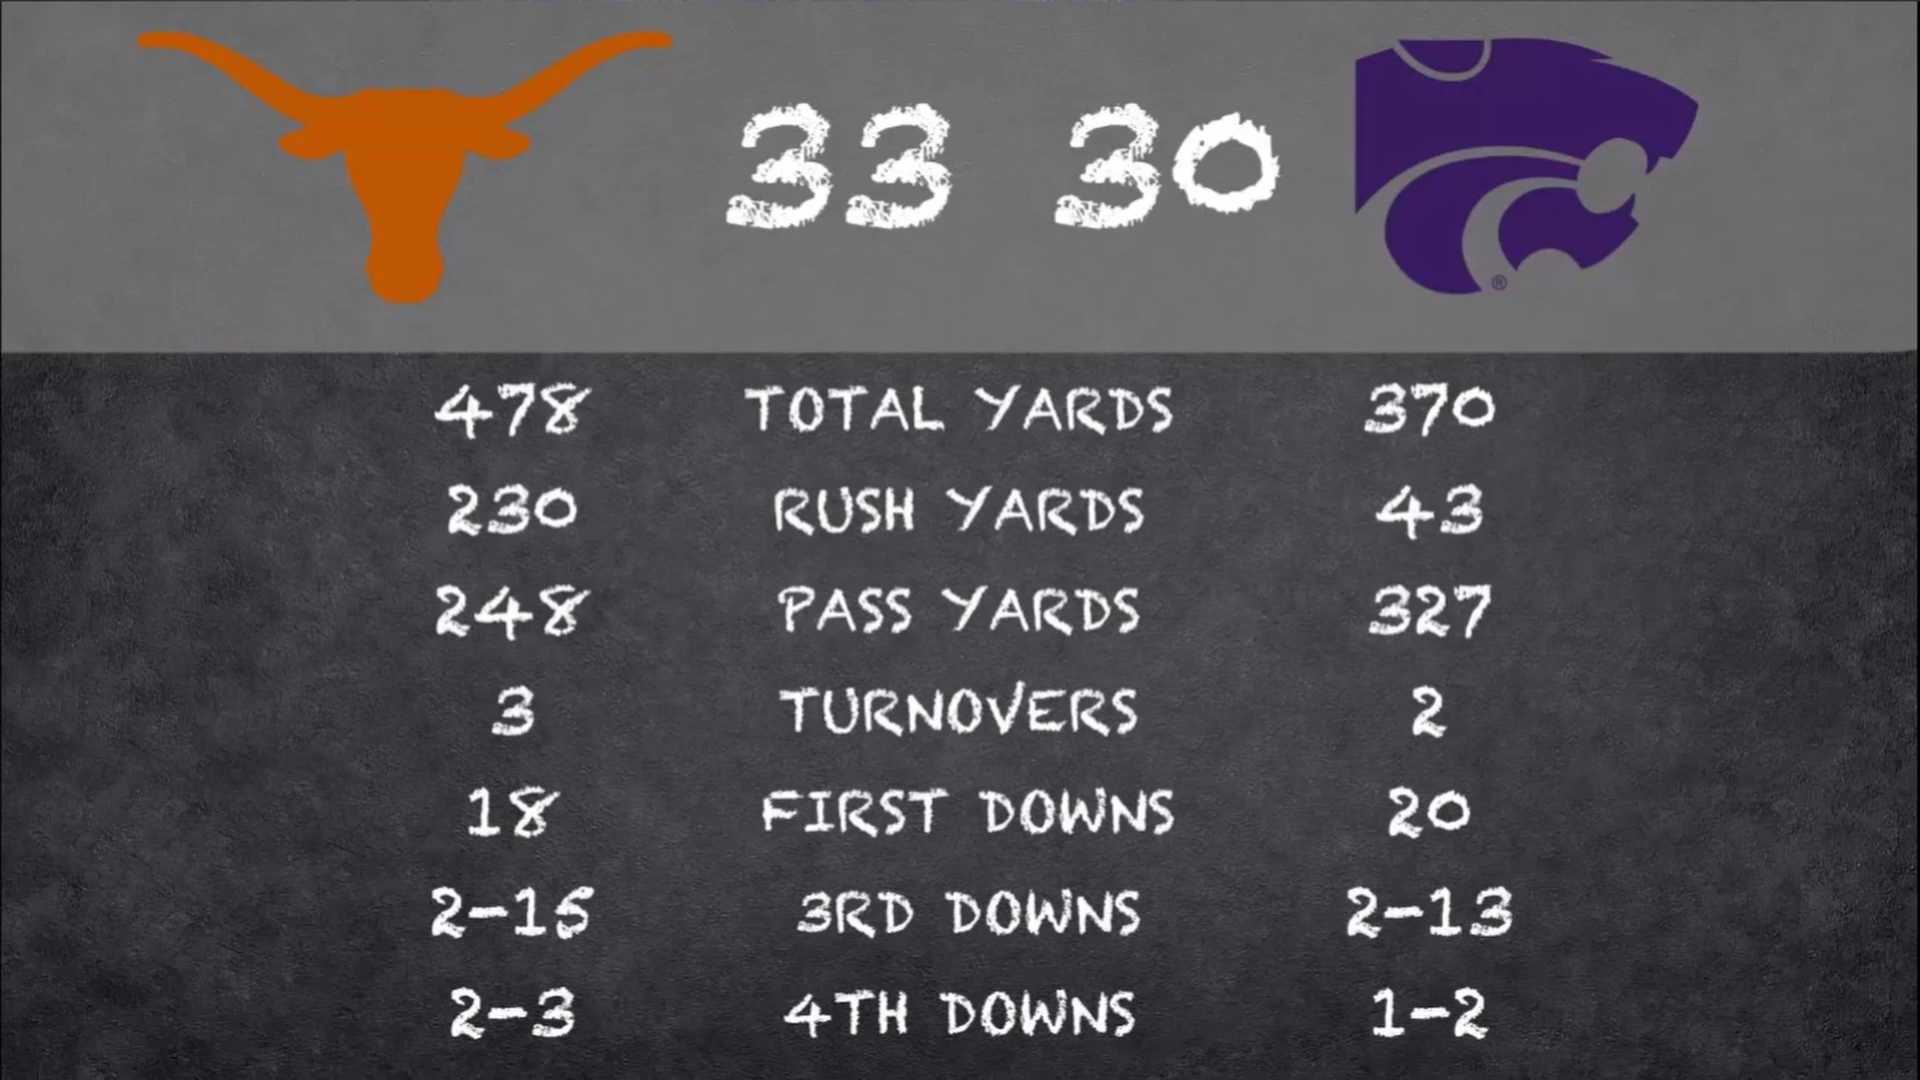 33 30
®
478 TOTAL YARDS 370
230 RUSH YARDS 43
248 PASS YARDS 327
3 TURNOVERS 2
18 FIRST DOWNS 20
2-15 3RD DOWNS 2-13
2-3 4TH DOWNS 1-2